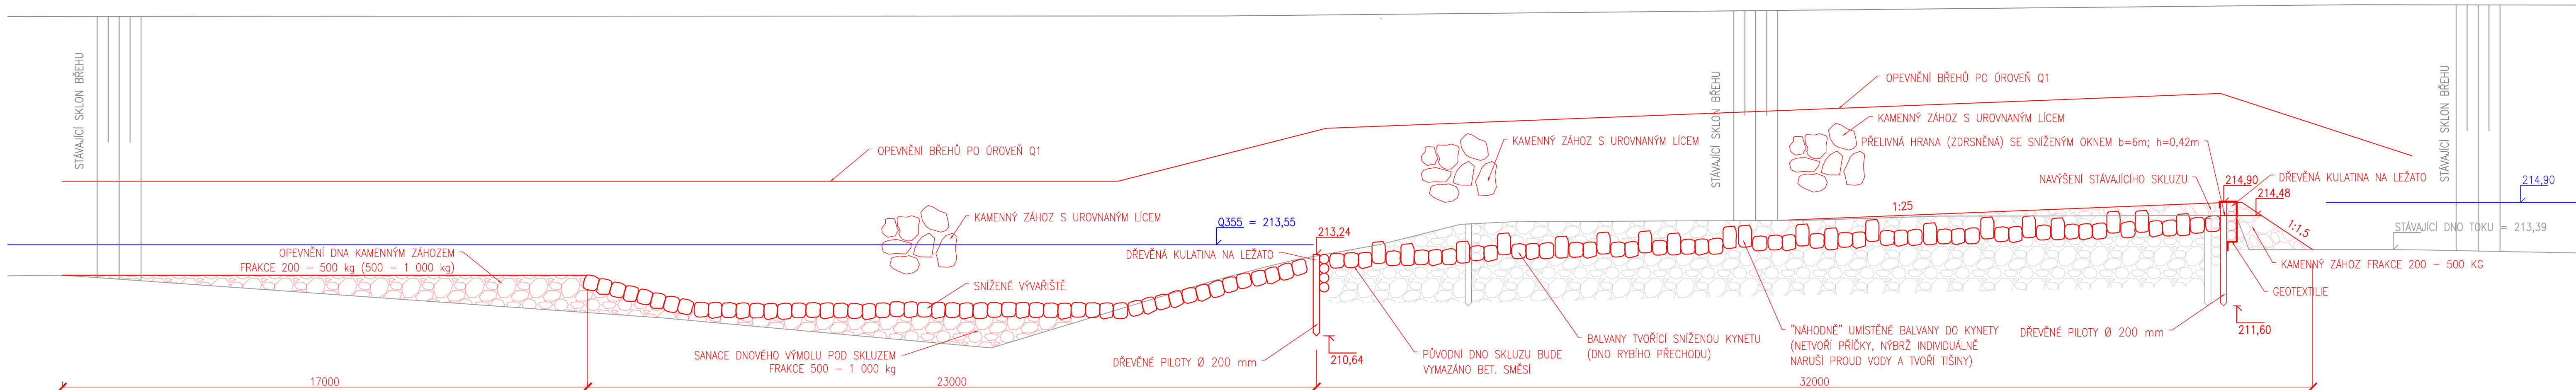 STÁVAJÍCÍ SKLON BŘEHU
OPEVNĚNÍ BŘEHŮ PO ÚROVEŇ Q1
KAMENNÝ ZÁHOZ S UROVNANÝM LÍCEM
OPEVNĚNÍ DNA KAMENNÝM ZÁHOZEM
FRAKCE 200 – 500 kg (500 – 1 000 kg)
SNÍŽENÉ VÝVAŘIŠTĚ
SANACE DNOVÉHO VÝMOLU POD SKLUZEM
FRAKCE 500 – 1 000 kg
Q355 = 213,55
213,24
DŘEVĚNÁ KULATINA NA LEŽATO
DŘEVĚNÉ PILOTY Ø 200 mm
210,64
KAMENNÝ ZÁHOZ S UROVNANÝM LÍCEM
PŮVODNÍ DNO SKLUZU BUDE
VYMAZÁNO BET. SMĚSÍ
BALVANY TVOŘÍCÍ SNÍŽENOU KYNETU
(DNO RYBÍHO PŘECHODU)
STÁVAJÍCÍ SKLON BŘEHU
OPEVNĚNÍ BŘEHŮ PO ÚROVEŇ Q1
KAMENNÝ ZÁHOZ S UROVNANÝM LÍCEM
PŘELIVNÁ HRANA (ZDRSNĚNÁ) SE SNÍŽENÝM OKNEM b=6m; h=0,42m
NAVÝŠENÍ STÁVAJÍCÍHO SKLUZU
1:25
"NÁHODNĚ" UMÍSTĚNÉ BALVANY DO KYNETY
(NETVOŘÍ PŘÍČKY, NÝBRŽ INDIVIDUÁLNĚ
NARUŠÍ PROUD VODY A TVOŘÍ TIŠINY)
DŘEVĚNÉ PILOTY Ø 200 mm
214,90
DŘEVĚNÁ KULATINA NA LEŽATO
214,48
1:1,5
KAMENNÝ ZÁHOZ FRAKCE 200 – 500 KG
GEOTEXTILIE
211,60
STÁVAJÍCÍ SKLON BŘEHU
214,90
STÁVAJÍCÍ DNO TOKU = 213,39
17000
23000
32000